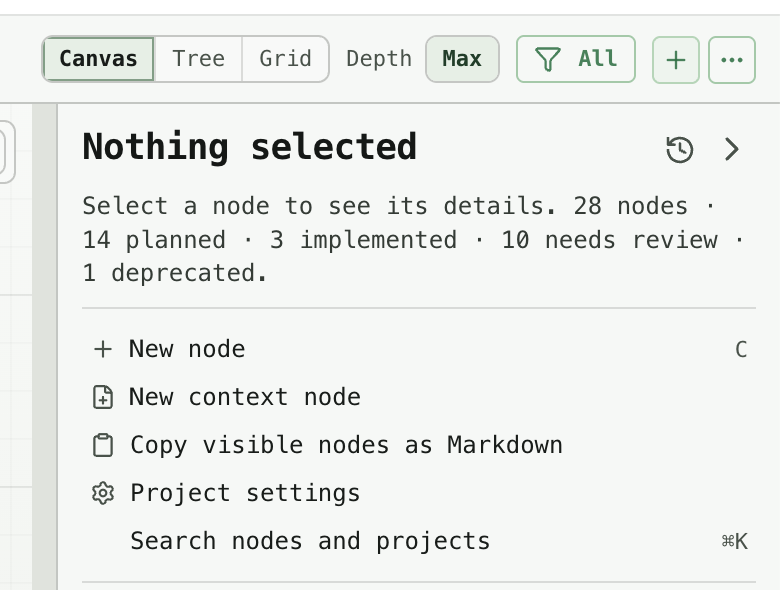 Canvas Tree Grid Depth Max All
Nothing selected
Select a node to see its details. 28 nodes ·
14 planned · 3 implemented · 10 needs review ·
1 deprecated.
New node C
New context node
Copy visible nodes as Markdown
Project settings
Search nodes and projects ⌘K